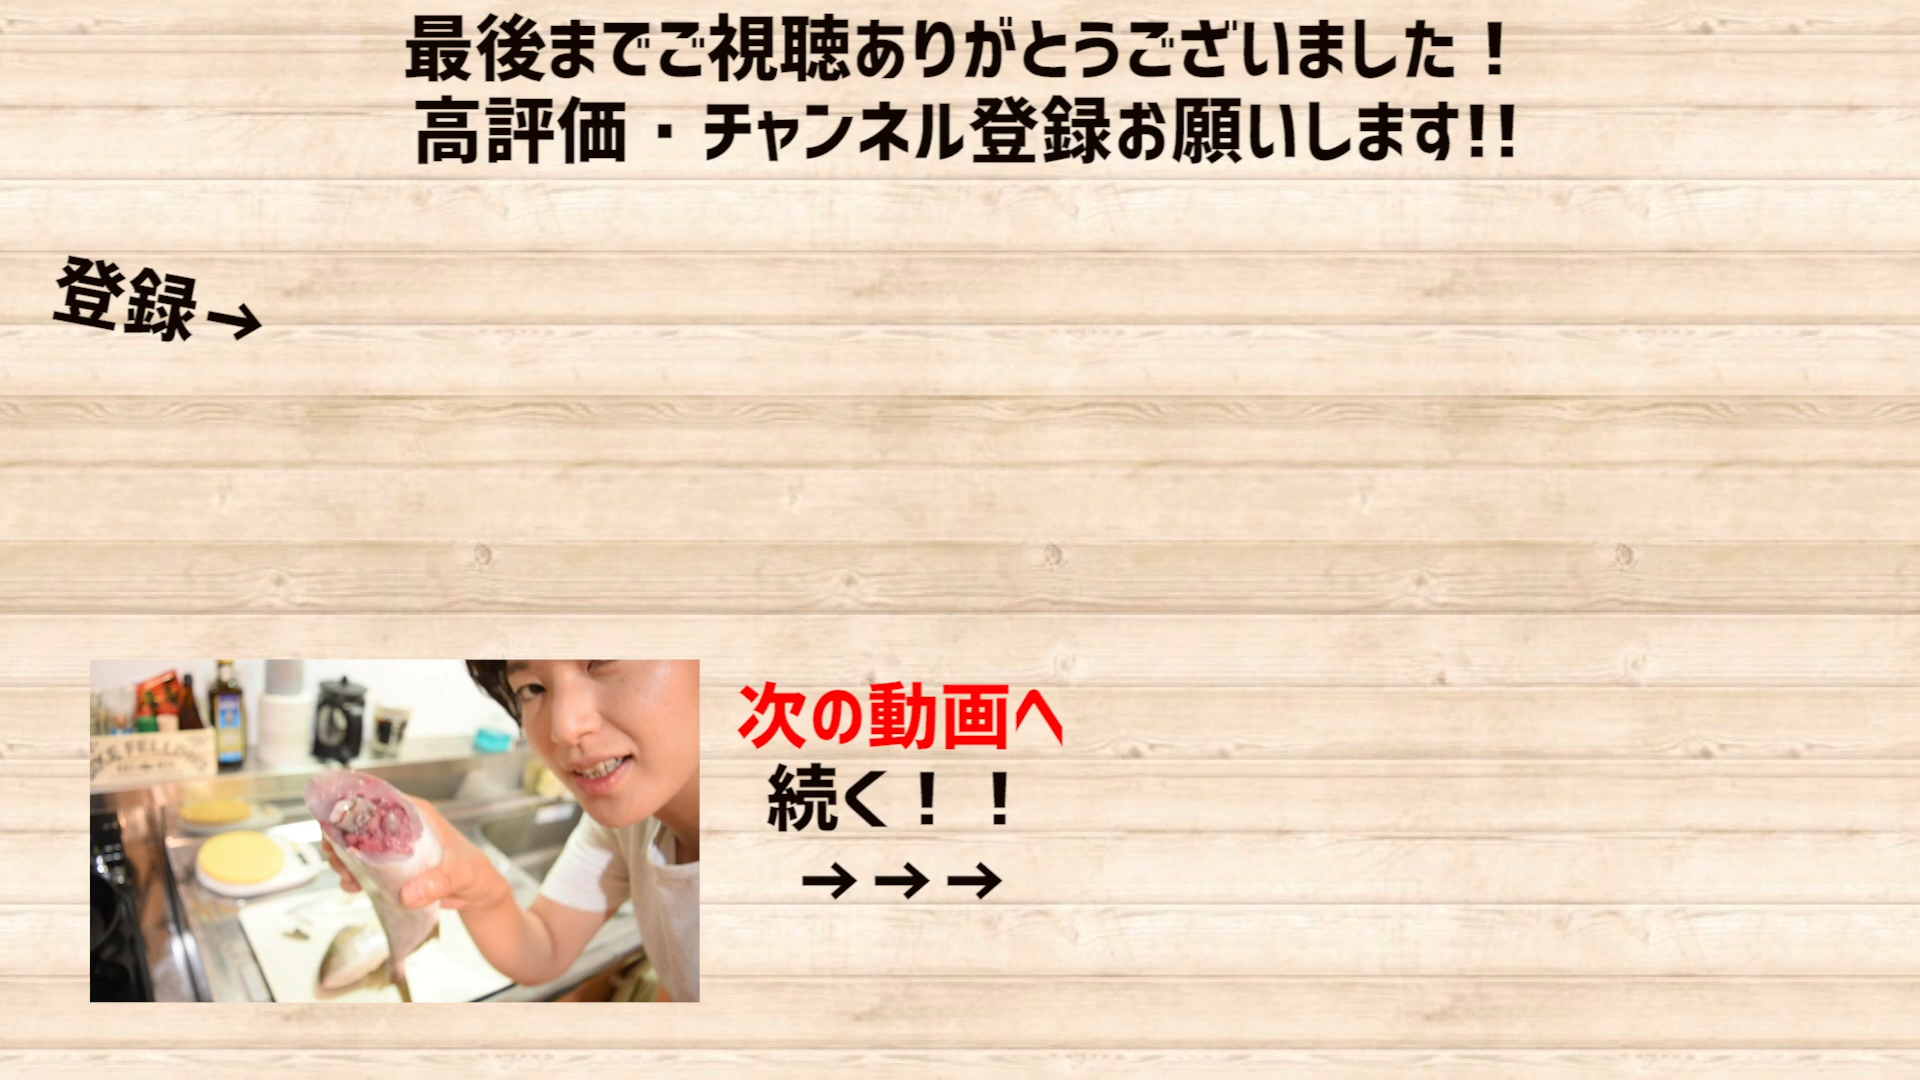 最後までご視聴ありがとうございました！
高評価・チャンネル登録お願いします!!
登録→
次の動画へ
続く！！
→→→